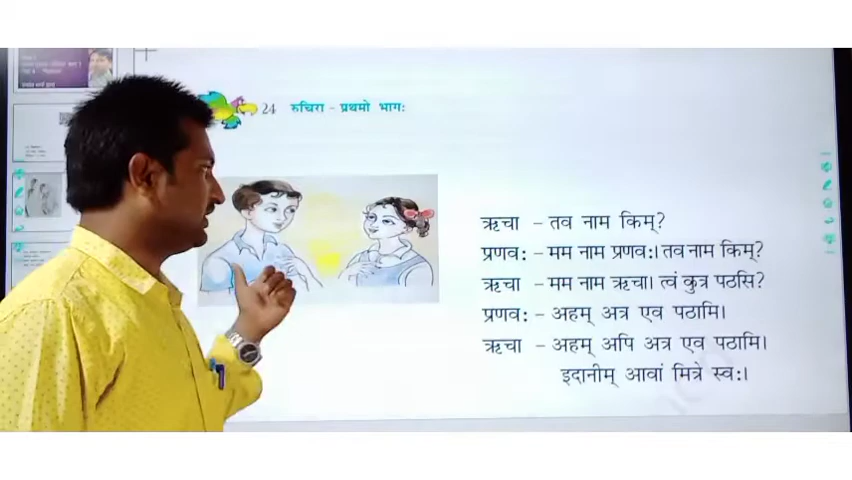 24 रुचिरा - प्रथमो भागः
ऋचा - तव नाम किम्?
प्रणवः - मम नाम प्रणवः। तव नाम किम्?
ऋचा - मम नाम ऋचा। त्वं कुत्र पठसि?
प्रणवः - अहम् अत्र एव पठामि।
ऋचा - अहम् अपि अत्र एव पठामि।
इदानीम् आवां मित्रे स्वः।